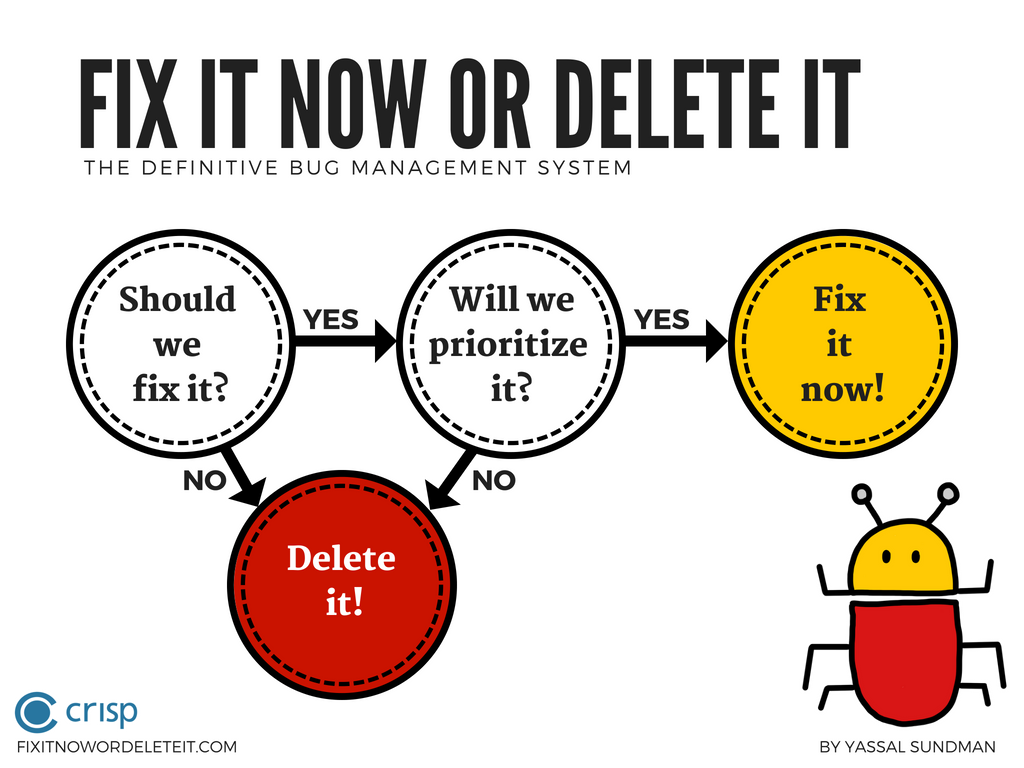 FIX IT NOW OR DELETE IT
THE DEFINITIVE BUG MANAGEMENT SYSTEM
Should
we
fix it?
YES
Will we
prioritize
it?
YES
Fix
it
now!
NO
NO
Delete
it!
crisp
FIXITNOWORDELETEIT.COM
BY YASSAL SUNDMAN